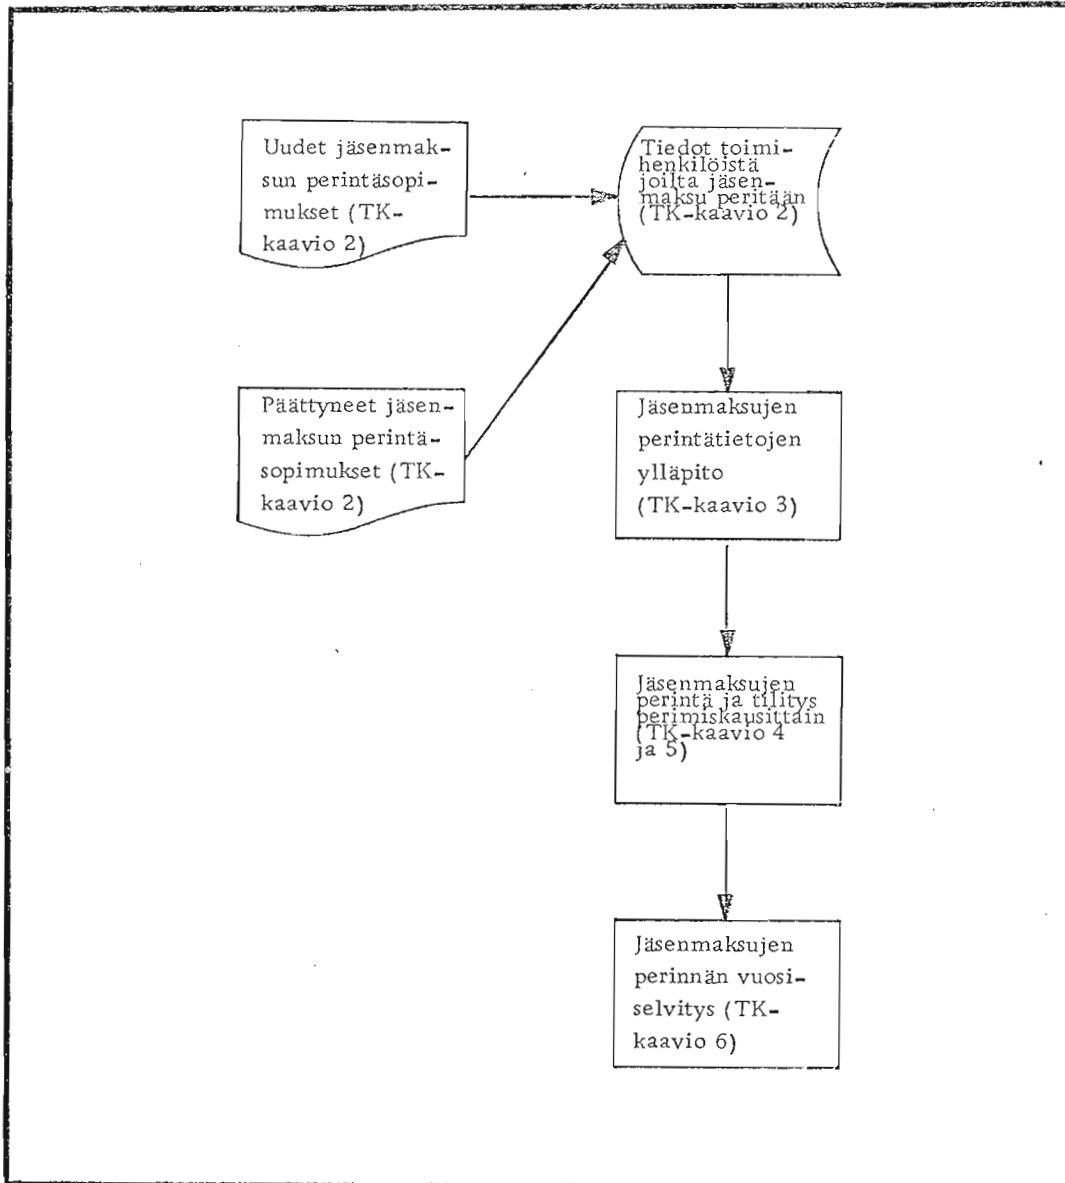 Uudet jäsenmak-
sun perintäsopi-
mukset (TK-
kaavio 2)
Tiedot toimi-
henkilöistä
joilta jäsen-
maksu peritään
(TK-kaavio 2)
Päättyneet jäsen-
maksun perintä-
sopimukset (TK-
kaavio 2)
Jäsenmaksujen
perintätietojen
ylläpito
(TK-kaavio 3)
Jäsenmaksujen
perintä ja tilitys
perimiskausittain
(TK-kaavio 4
ja 5)
Jäsenmaksujen
perinnän vuosi-
selvitys (TK-
kaavio 6)